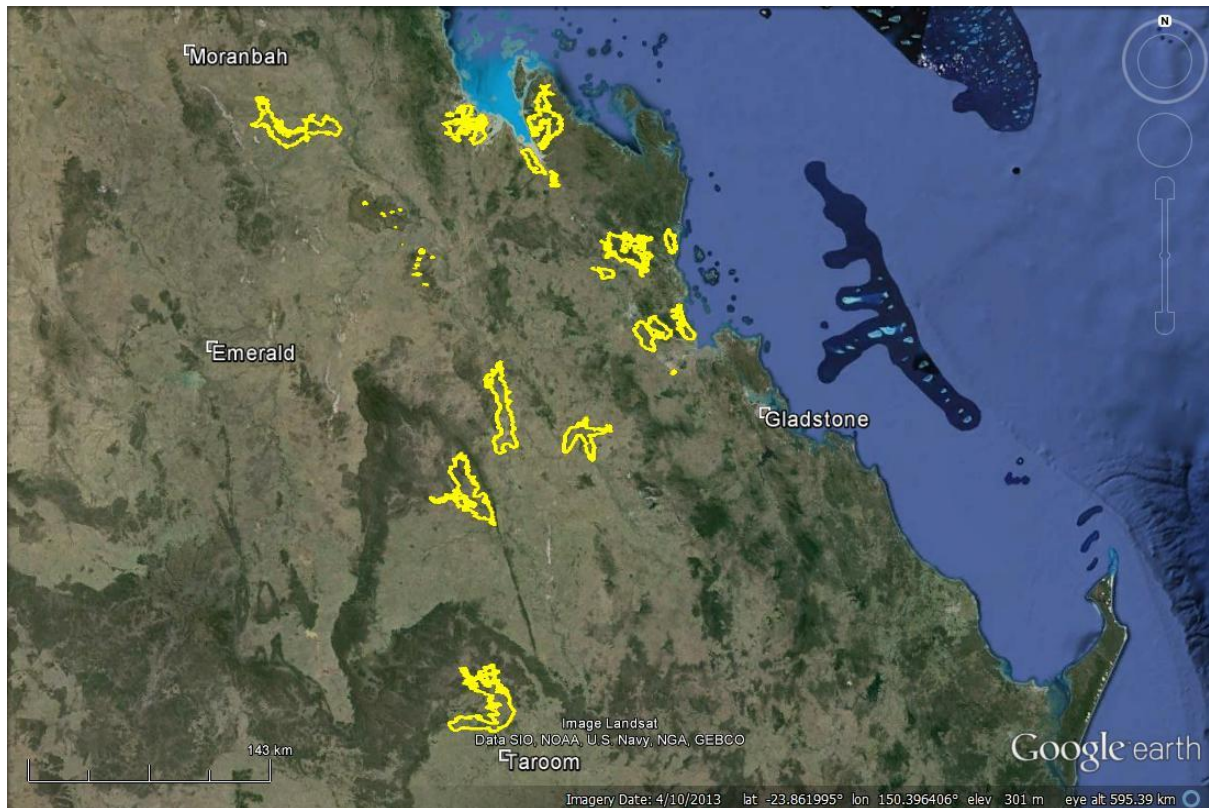 N
Moranbah
Emerald
Gladstone
Image Landsat
143 km
Data SIO, NOAA, U.S. Navy, NGA, GEBCO
Taroom
Google earth
Imagery Date: 4/10/2013 lat -23.861995° lon 150.396406° elev 301 m eye alt 595.39 km